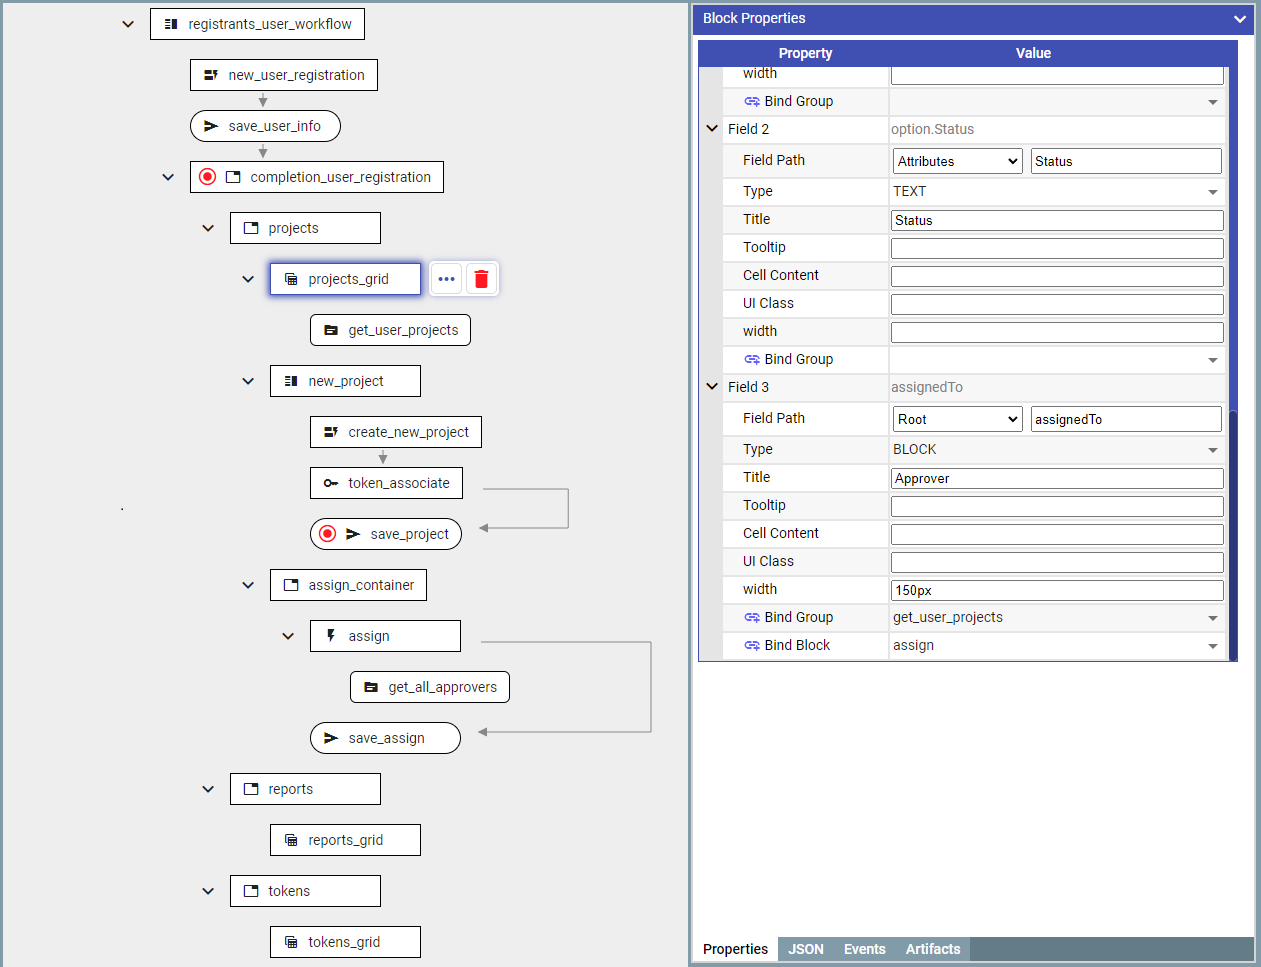 registrants_user_workflow
new_user_registration
save_user_info
completion_user_registration
projects
projects_grid
get_user_projects
new_project
create_new_project
token_associate
save_project
assign_container
assign
get_all_approvers
save_assign
reports
reports_grid
tokens
tokens_grid
Block Properties
Property Value
width
Bind Group
Field 2 option.Status
Field Path Attributes Status
Type TEXT
Title Status
Tooltip
Cell Content
UI Class
width
Bind Group
Field 3 assignedTo
Field Path Root assignedTo
Type BLOCK
Title Approver
Tooltip
Cell Content
UI Class
width 150px
Bind Group get_user_projects
Bind Block assign
Properties JSON Events Artifacts